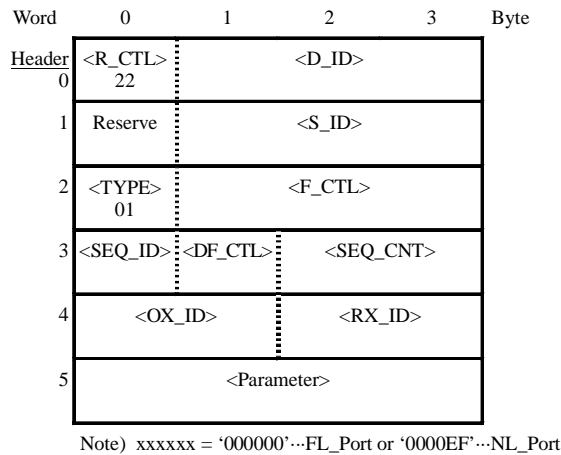 Word 0 1 2 3 Byte
Header <R_CTL> <D_ID>
0 22
1 Reserve <S_ID>
2 <TYPE> <F_CTL>
01
3 <SEQ_ID> <DF_CTL> <SEQ_CNT>
4 <OX_ID> <RX_ID>
5 <Parameter>
Note) xxxxxx = ‘000000’···FL_Port or ‘0000EF’···NL_Port